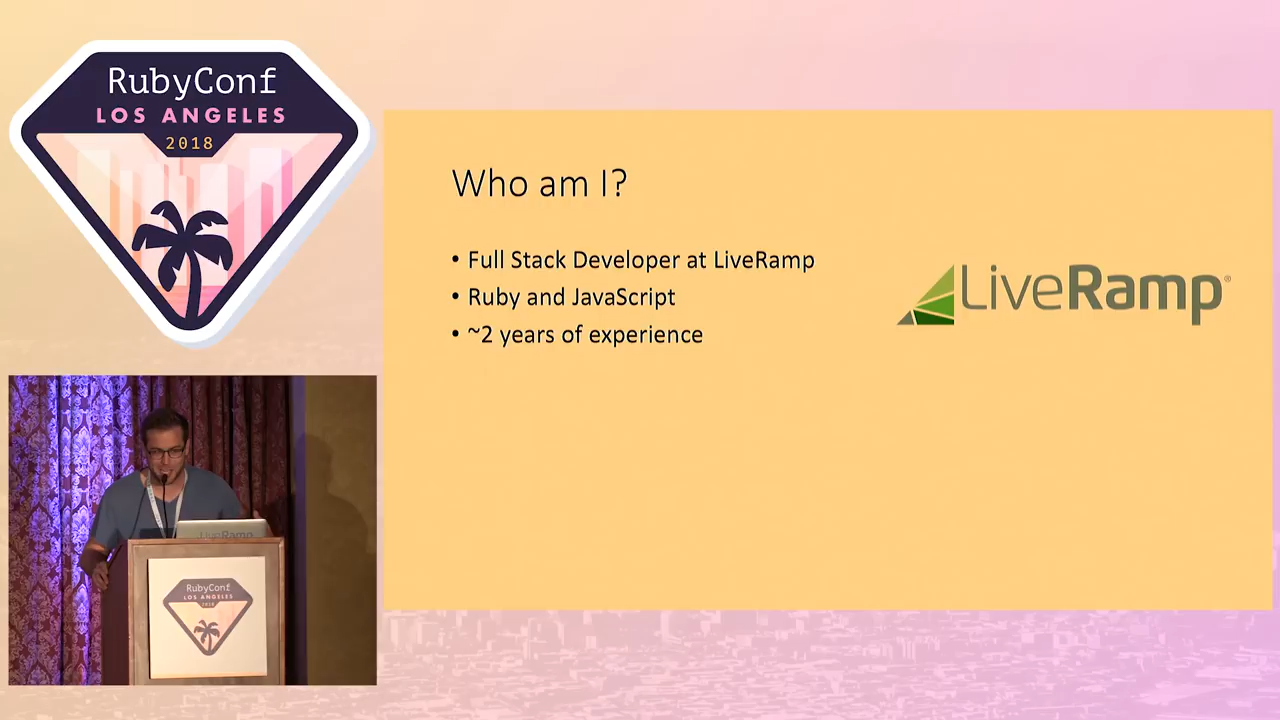 RubyConf
LOS ANGELES
2018
Who am I?
• Full Stack Developer at LiveRamp
• Ruby and JavaScript
• ~2 years of experience
LiveRamp®
LiveRamp
RubyConf
LOS ANGELES
2018